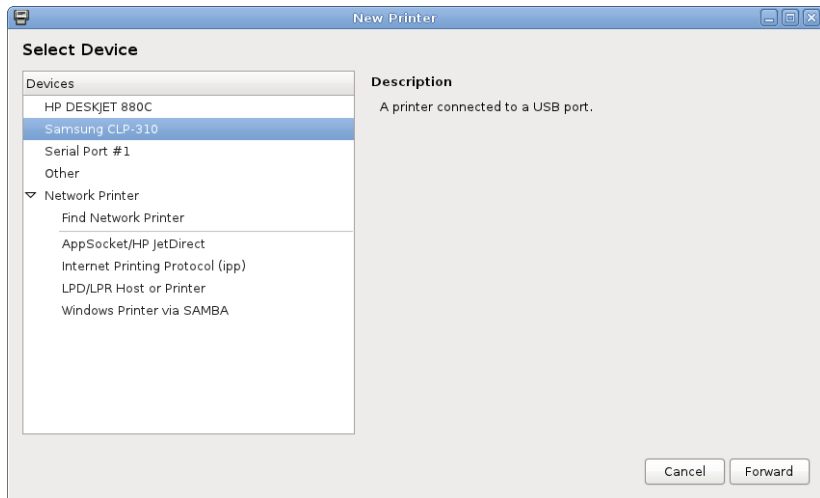 New Printer
Select Device
Devices
HP DESKJET 880C
Samsung CLP-310
Serial Port #1
Other
Network Printer
Find Network Printer
AppSocket/HP JetDirect
Internet Printing Protocol (ipp)
LPD/LPR Host or Printer
Windows Printer via SAMBA
Description
A printer connected to a USB port.
Cancel
Forward